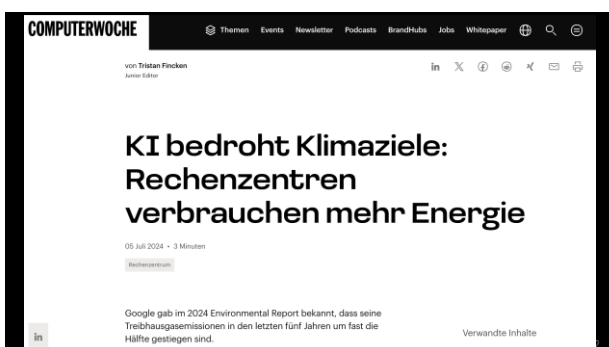 COMPUTERWOCHE
Themen Events Newsletter Podcasts BrandHubs Jobs Whitepaper
von Tristan Fincken
Junior Editor
KI bedroht Klimaziele:
Rechenzentren
verbrauchen mehr Energie
05 Juli 2024 • 3 Minuten
Rechenzentrum
Google gab im 2024 Environmental Report bekannt, dass seine
Treibhausgasemissionen in den letzten fünf Jahren um fast die
Hälfte gestiegen sind.
Verwandte Inhalte